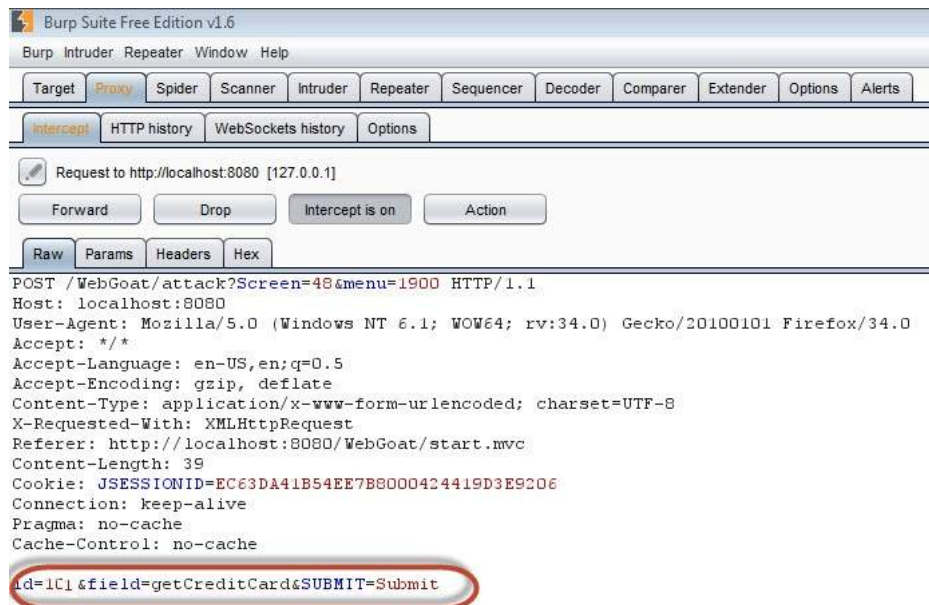 Burp Suite Free Edition v1.6
Burp Intruder Repeater Window Help
Target Proxy Spider Scanner Intruder Repeater Sequencer Decoder Comparer Extender Options Alerts
Intercept HTTP history WebSockets history Options
Request to http://localhost:8080 [127.0.0.1]
Forward Drop Intercept is on Action
Raw Params Headers Hex
POST /WebGoat/attack?Screen=48&menu=1900 HTTP/1.1
Host: localhost:8080
User-Agent: Mozilla/5.0 (Windows NT 6.1; WOW64; rv:34.0) Gecko/20100101 Firefox/34.0
Accept: */*
Accept-Language: en-US,en;q=0.5
Accept-Encoding: gzip, deflate
Content-Type: application/x-www-form-urlencoded; charset=UTF-8
X-Requested-With: XMLHttpRequest
Referer: http://localhost:8080/WebGoat/start.mvc
Content-Length: 39
Cookie: JSESSIONID=EC63DA41B54EE7B8000424419D3E9206
Connection: keep-alive
Pragma: no-cache
Cache-Control: no-cache
id=101&field=getCreditCard&SUBMIT=Submit